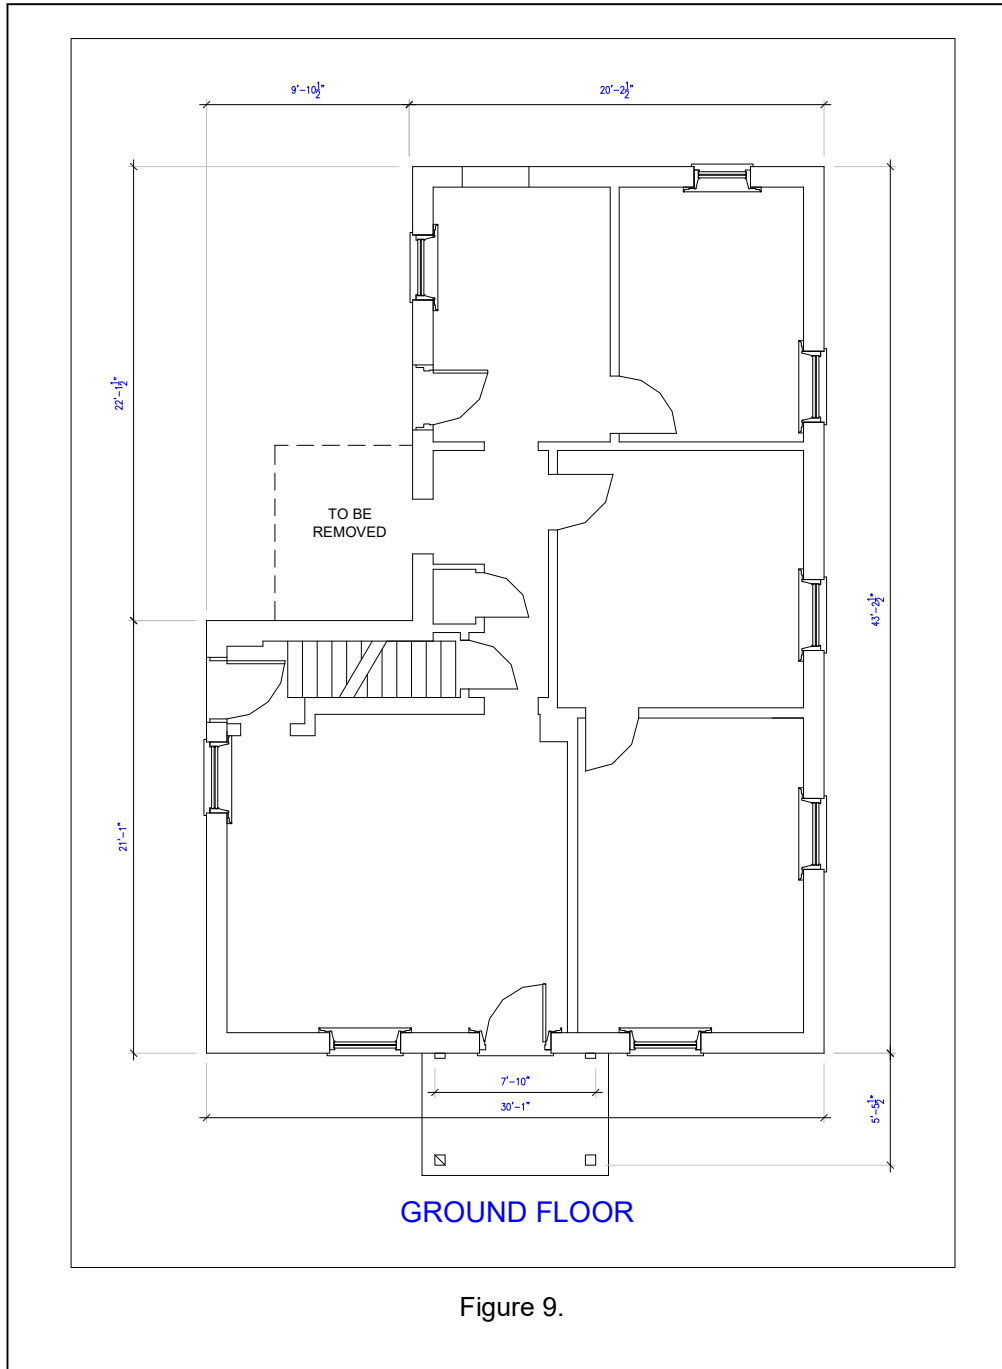 9'-10½"
20'-2½"
22'-1½"
TO BE
REMOVED
43'-2½"
21'-1"
7'-10"
30'-1"
5'-5½"
GROUND FLOOR
Figure 9.